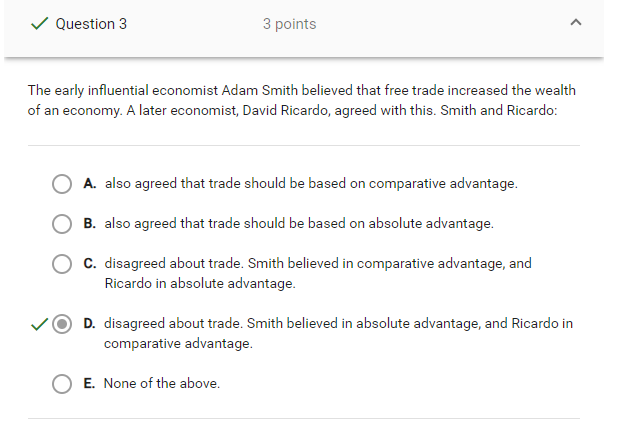 Question 3 3 points
The early influential economist Adam Smith believed that free trade increased the wealth
of an economy. A later economist, David Ricardo, agreed with this. Smith and Ricardo:
A. also agreed that trade should be based on comparative advantage.
B. also agreed that trade should be based on absolute advantage.
C. disagreed about trade. Smith believed in comparative advantage, and
Ricardo in absolute advantage.
D. disagreed about trade. Smith believed in absolute advantage, and Ricardo in
comparative advantage.
E. None of the above.